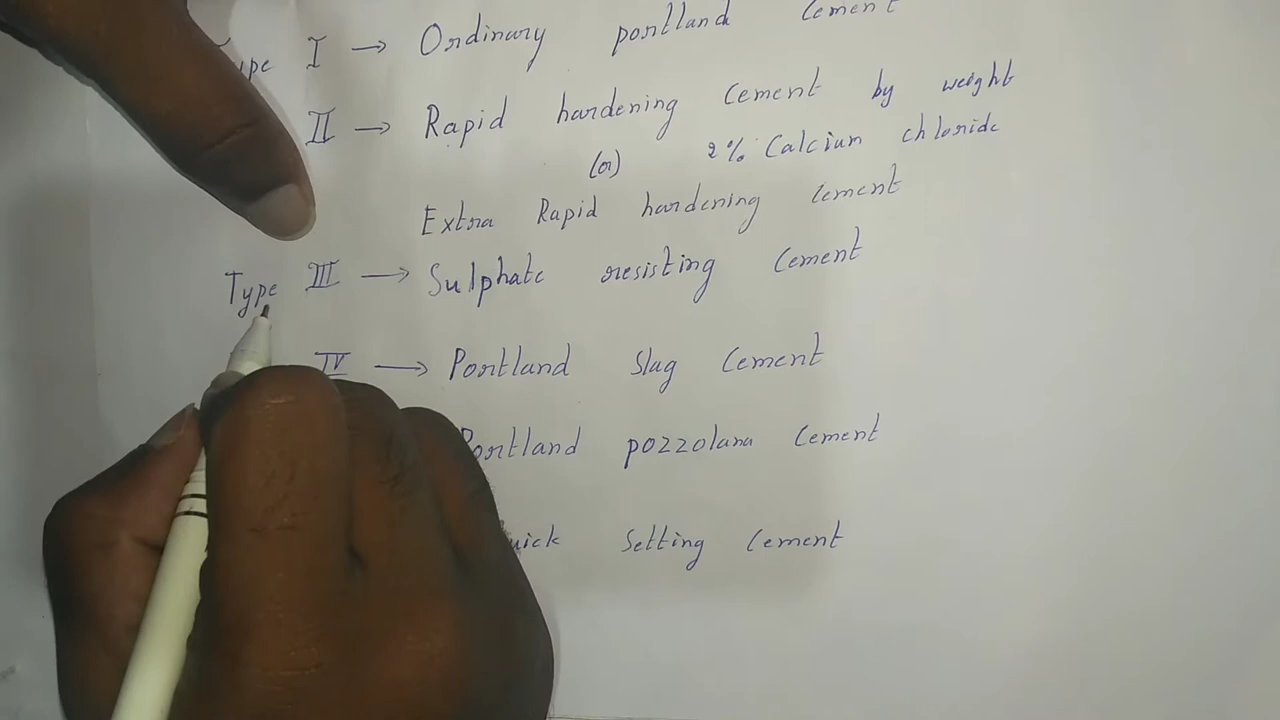 Type I → Ordinary portland cement
II → Rapid hardening cement by weight
(or) 2% Calcium chloride
Extra Rapid hardening cement
Type III → Sulphate resisting cement
IV → Portland Slag Cement
Portland pozzolana cement
Setting cement